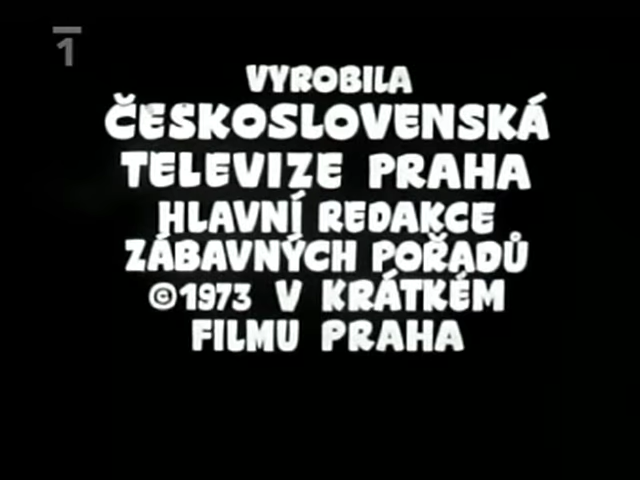 1
VYROBILA
ČESKOSLOVENSKÁ
TELEVIZE PRAHA
HLAVNÍ REDAKCE
ZÁBAVNÝCH POŘADŮ
©1973 V KRÁTKÉM
FILMU PRAHA